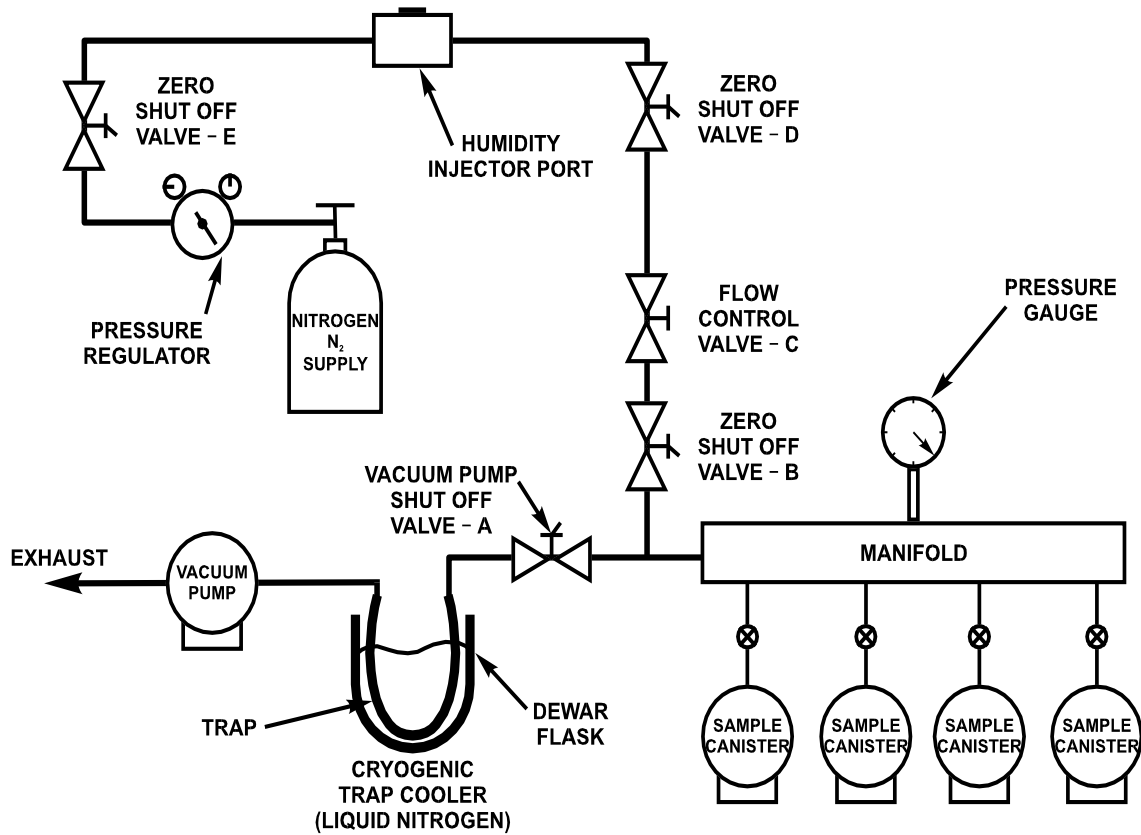 ZERO
SHUT OFF
VALVE – E
HUMIDITY
INJECTOR PORT
ZERO
SHUT OFF
VALVE – D
PRESSURE
REGULATOR
NITROGEN
N₂
SUPPLY
FLOW
CONTROL
VALVE – C
PRESSURE
GAUGE
ZERO
SHUT OFF
VALVE – B
VACUUM PUMP
SHUT OFF
VALVE – A
EXHAUST
VACUUM
PUMP
MANIFOLD
TRAP
DEWAR
FLASK
CRYOGENIC
TRAP COOLER
(LIQUID NITROGEN)
SAMPLE
CANISTER
SAMPLE
CANISTER
SAMPLE
CANISTER
SAMPLE
CANISTER